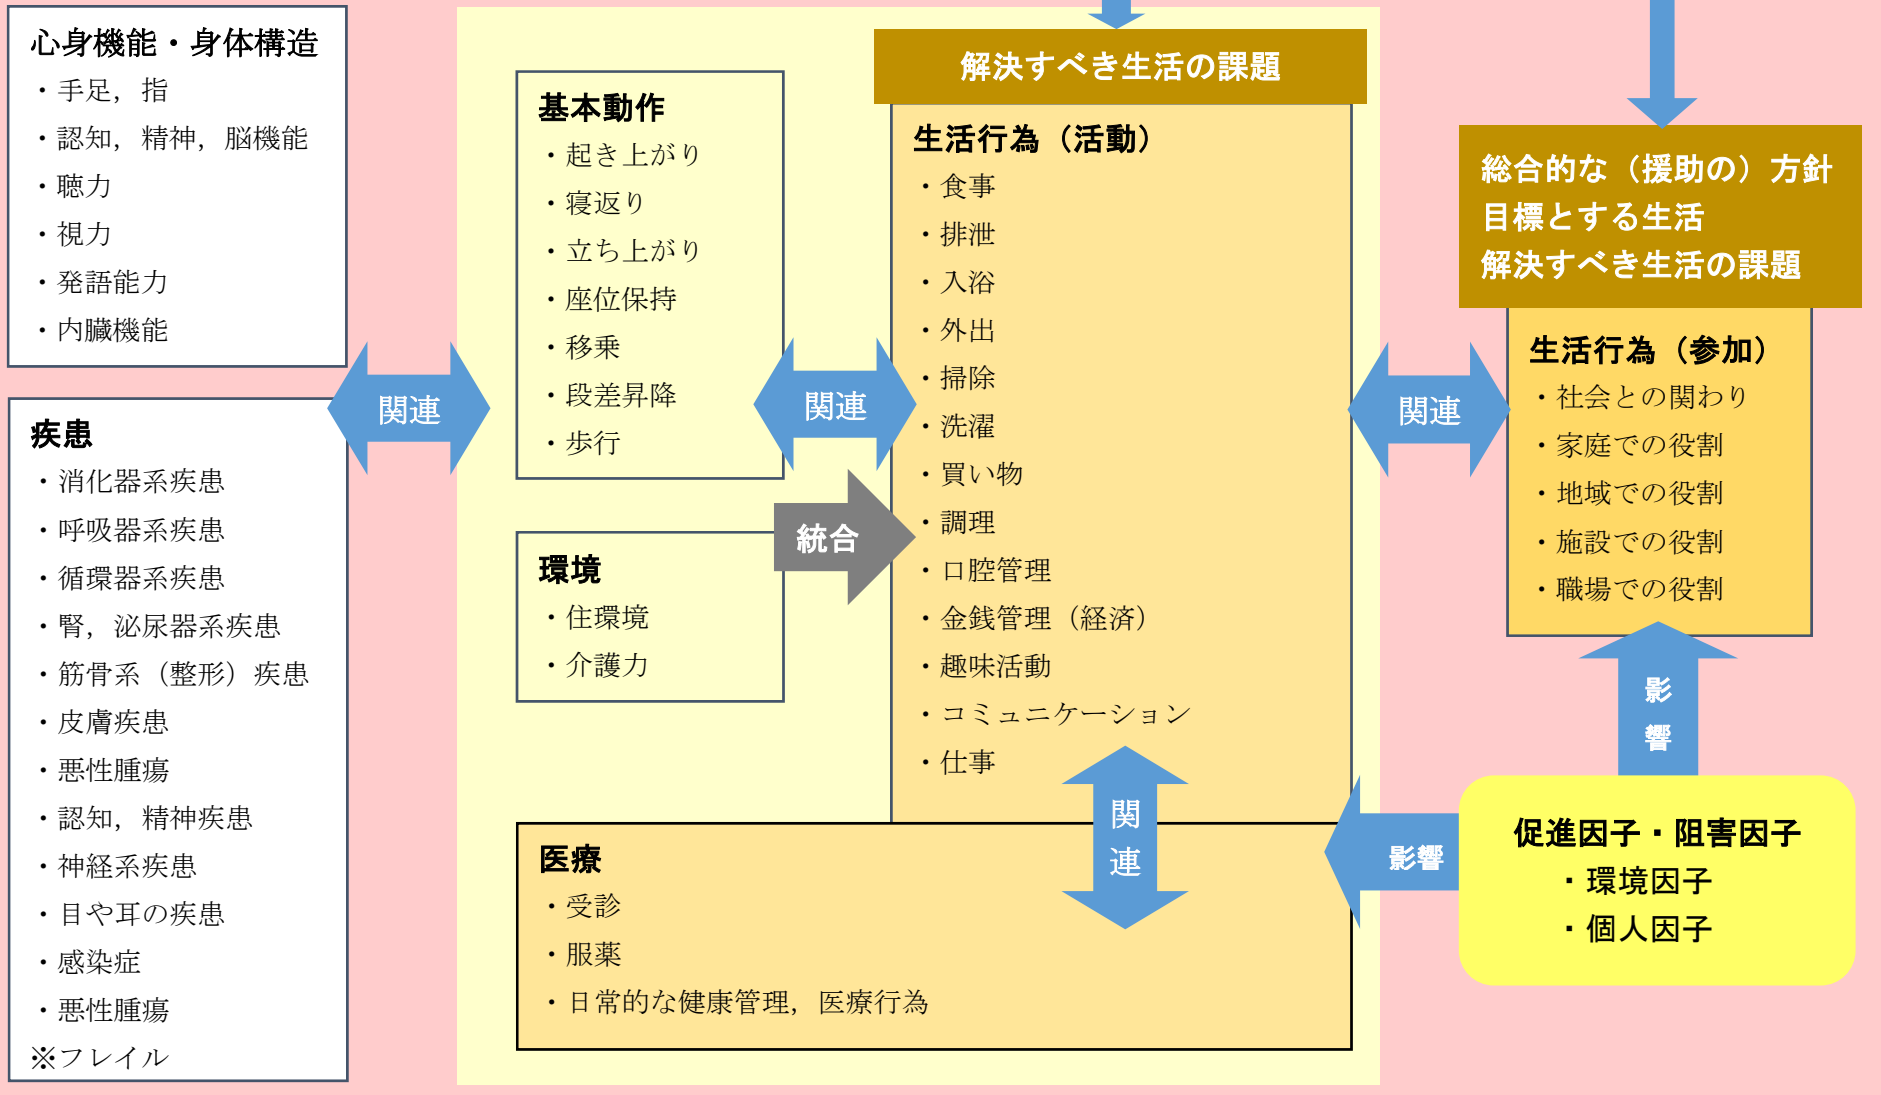 心身機能・身体構造
・手足，指
・認知，精神，脳機能
・聴力
・視力
・発語能力
・内臓機能
疾患
・消化器系疾患
・呼吸器系疾患
・循環器系疾患
・腎，泌尿器系疾患
・筋骨系（整形）疾患
・皮膚疾患
・悪性腫瘍
・認知，精神疾患
・神経系疾患
・目や耳の疾患
・感染症
・悪性腫瘍
※フレイル
関連
基本動作
・起き上がり
・寝返り
・立ち上がり
・座位保持
・移乗
・段差昇降
・歩行
環境
・住環境
・介護力
関連
統合
解決すべき生活の課題
生活行為（活動）
・食事
・排泄
・入浴
・外出
・掃除
・洗濯
・買い物
・調理
・口腔管理
・金銭管理（経済）
・趣味活動
・コミュニケーション
・仕事
関連
医療
・受診
・服薬
・日常的な健康管理，医療行為
関連
総合的な（援助の）方針
目標とする生活
解決すべき生活の課題
生活行為（参加）
・社会との関わり
・家庭での役割
・地域での役割
・施設での役割
・職場での役割
影響
影響
促進因子・阻害因子
・環境因子
・個人因子